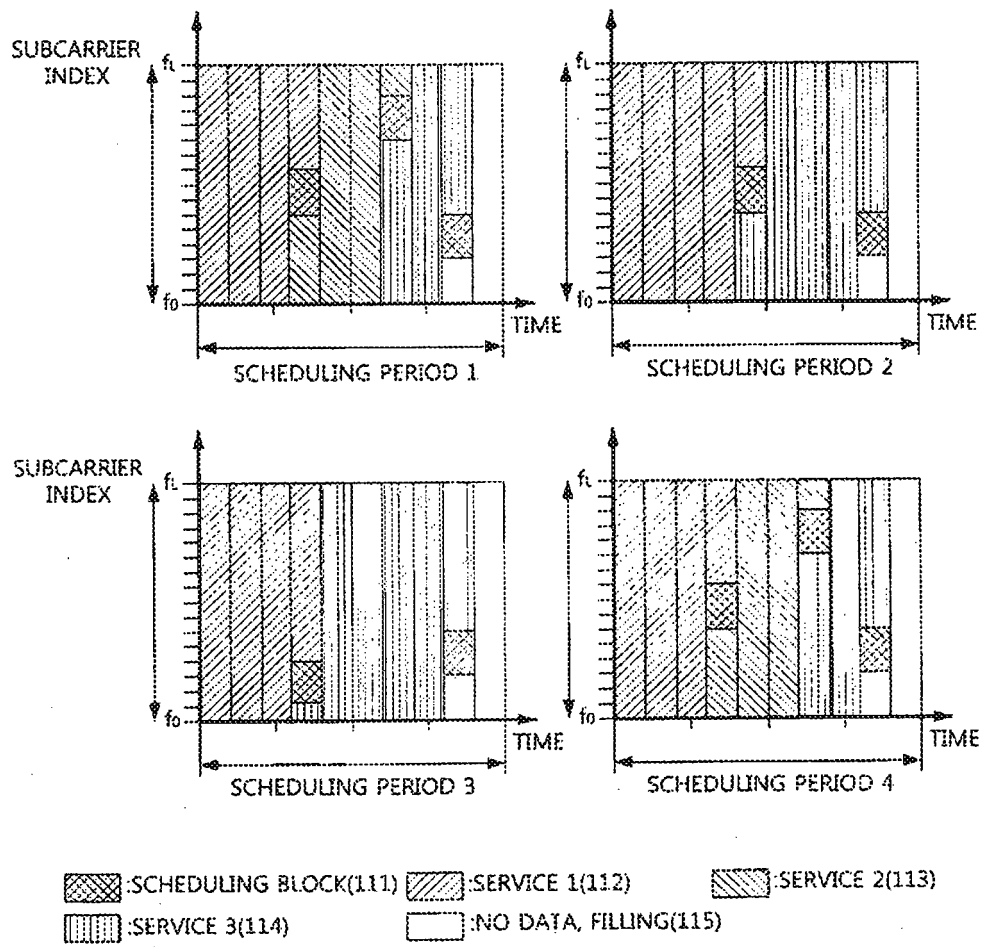 SUBCARRIER
INDEX
fL
f0
TIME
SCHEDULING PERIOD 1
fL
f0
TIME
SCHEDULING PERIOD 2
SUBCARRIER
INDEX
fL
f0
TIME
SCHEDULING PERIOD 3
fL
f0
TIME
SCHEDULING PERIOD 4
:SCHEDULING BLOCK(111) :SERVICE 1(112) :SERVICE 2(113)
:SERVICE 3(114) :NO DATA, FILLING(115)